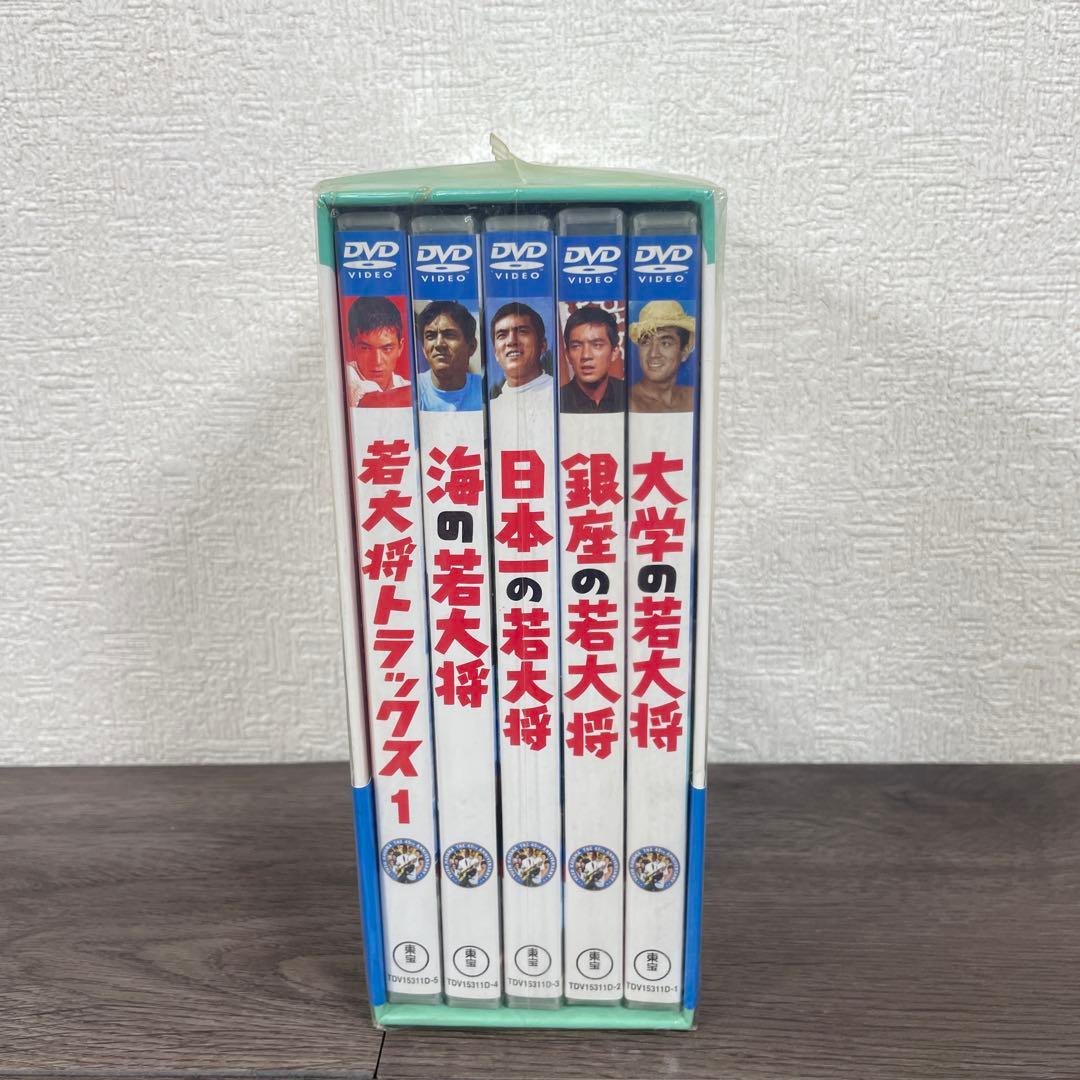 DVD
VIDEO
若大将トラックス1
東宝
TDV15311D-5
DVD
VIDEO
海の若大将
東宝
TDV15311D-4
DVD
VIDEO
日本一の若大将
東宝
TDV15311D-3
DVD
VIDEO
銀座の若大将
東宝
TDV15311D-2
DVD
VIDEO
大学の若大将
東宝
TDV15311D-1